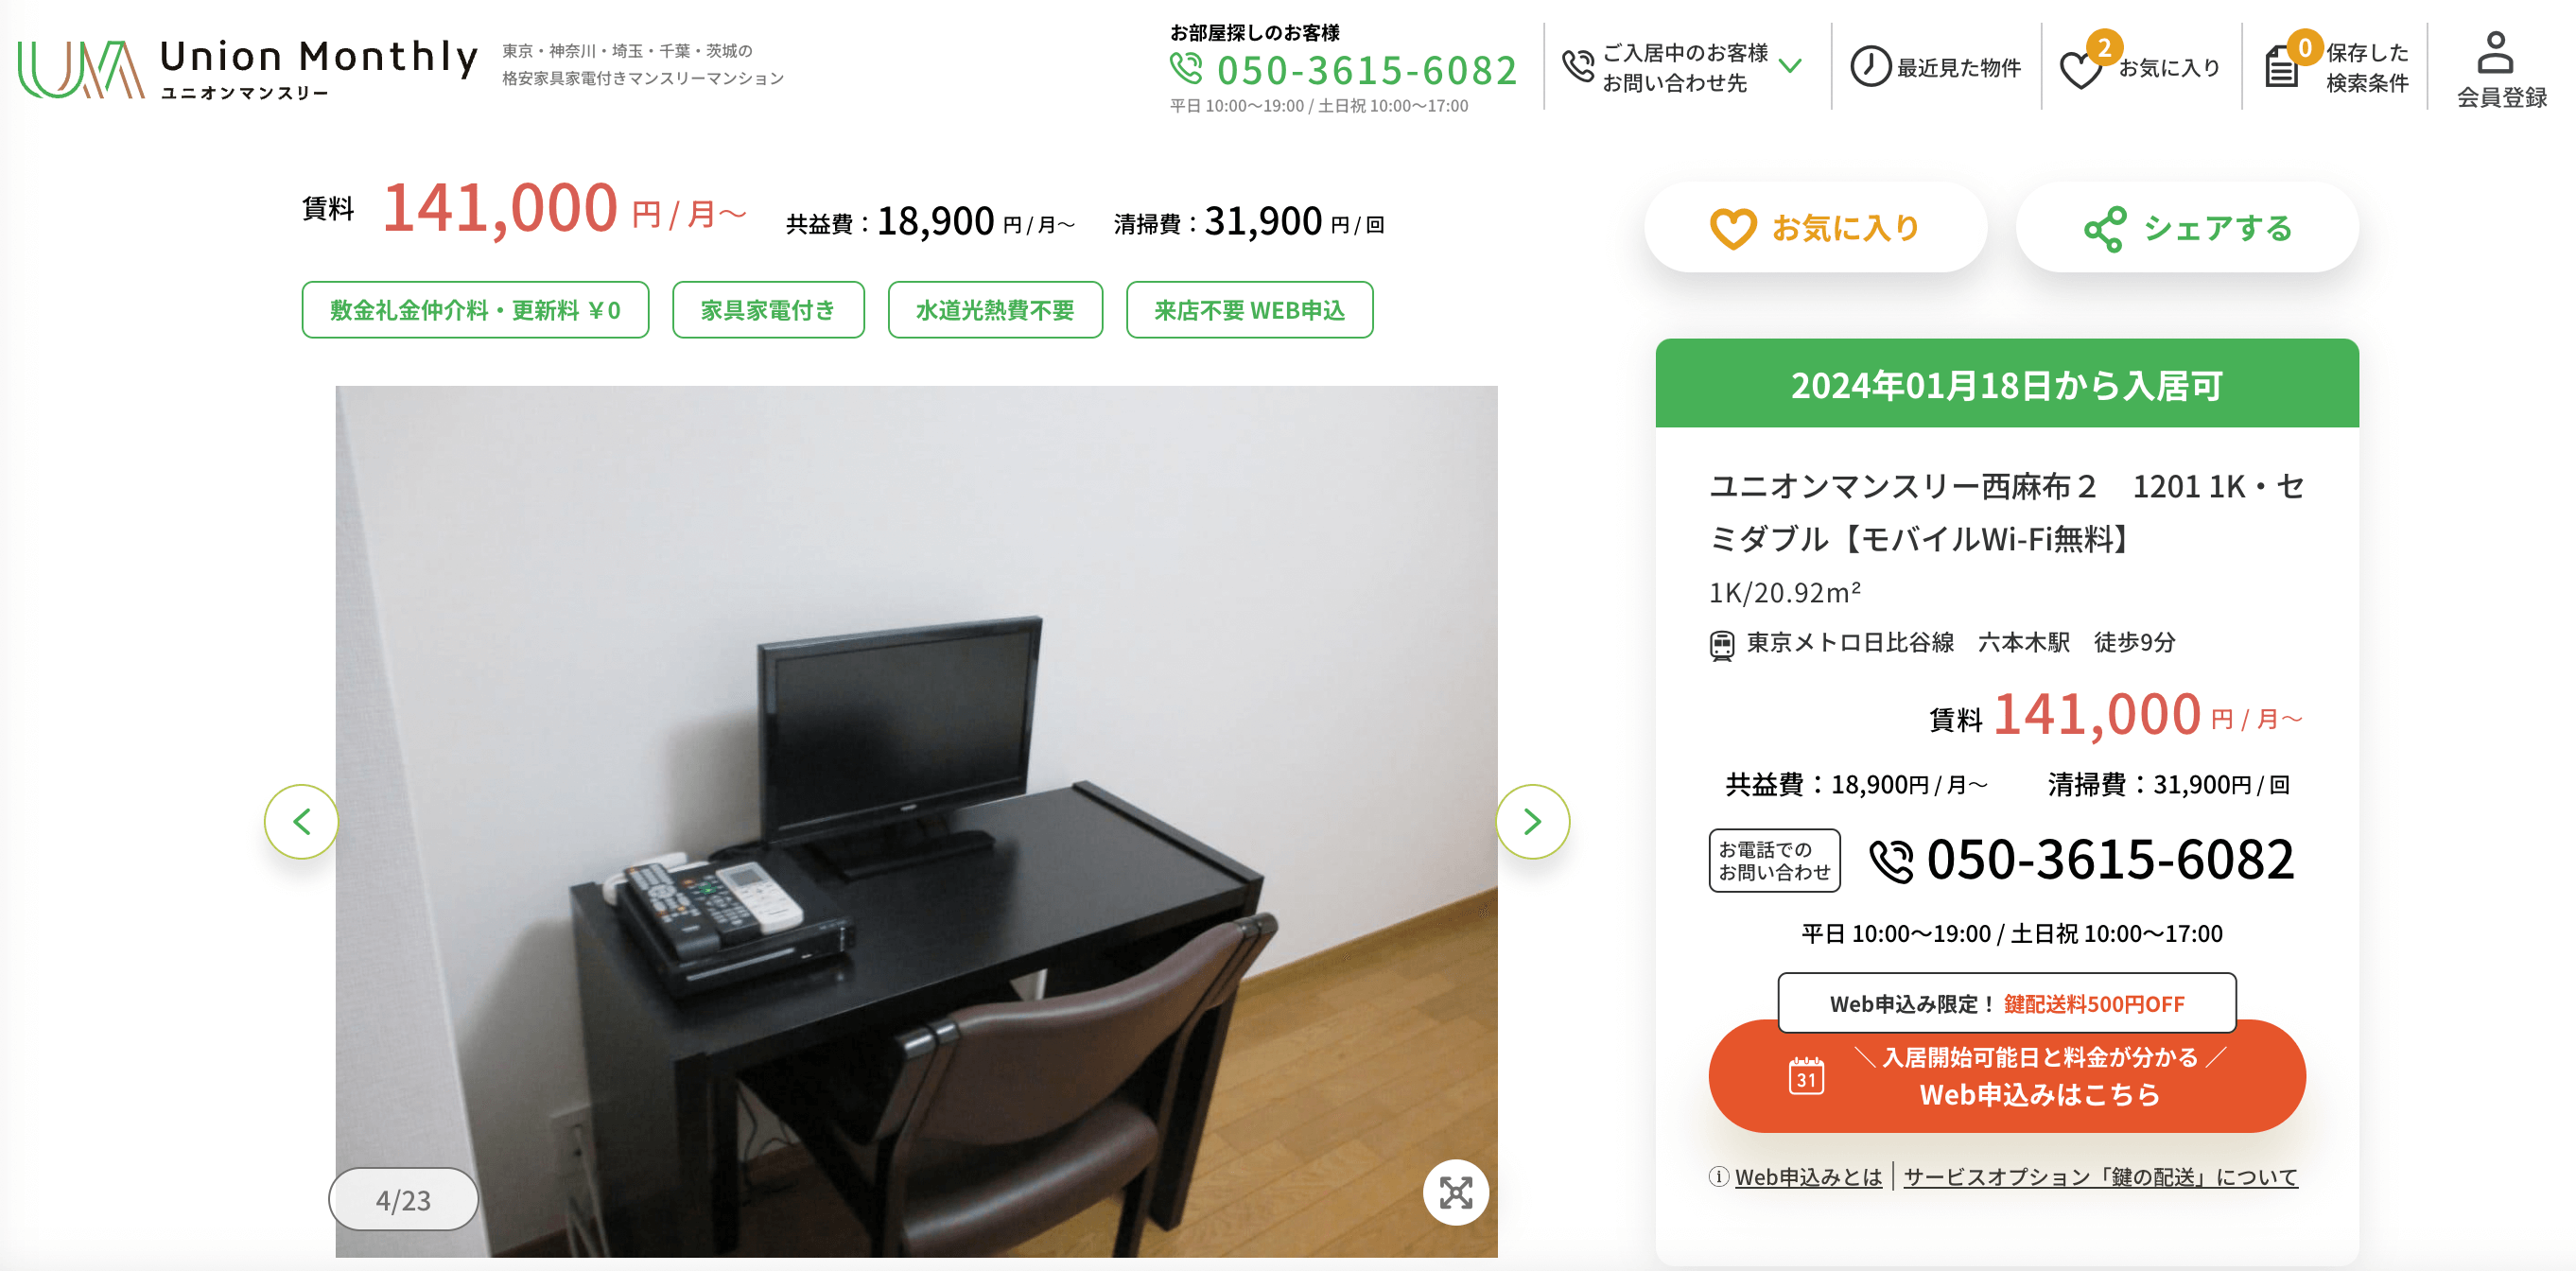 Union Monthly
ユニオンマンスリー
東京・神奈川・埼玉・千葉・茨城の
格安家具家電付きマンスリーマンション
お部屋探しのお客様
050-3615-6082
平日 10:00〜19:00 / 土日祝 10:00〜17:00
ご入居中のお客様
お問い合わせ先
最近見た物件
2
お気に入り
0
保存した
検索条件
会員登録
賃料 141,000 円 / 月〜 共益費：18,900 円 / 月〜 清掃費：31,900 円 / 回
敷金礼金仲介料・更新料 ￥0
家具家電付き
水道光熱費不要
来店不要 WEB申込
4/23
お気に入り
シェアする
2024年01月18日から入居可
ユニオンマンスリー西麻布２　1201 1K・セ
ミダブル【モバイルWi-Fi無料】
1K/20.92m²
東京メトロ日比谷線　六本木駅　徒歩9分
賃料 141,000 円 / 月〜
共益費：18,900円 / 月〜 清掃費：31,900円 / 回
お電話での
お問い合わせ
050-3615-6082
平日 10:00〜19:00 / 土日祝 10:00〜17:00
Web申込み限定！ 鍵配送料500円OFF
31
＼ 入居開始可能日と料金が分かる ／
Web申込みはこちら
Web申込みとは | サービスオプション「鍵の配送」について